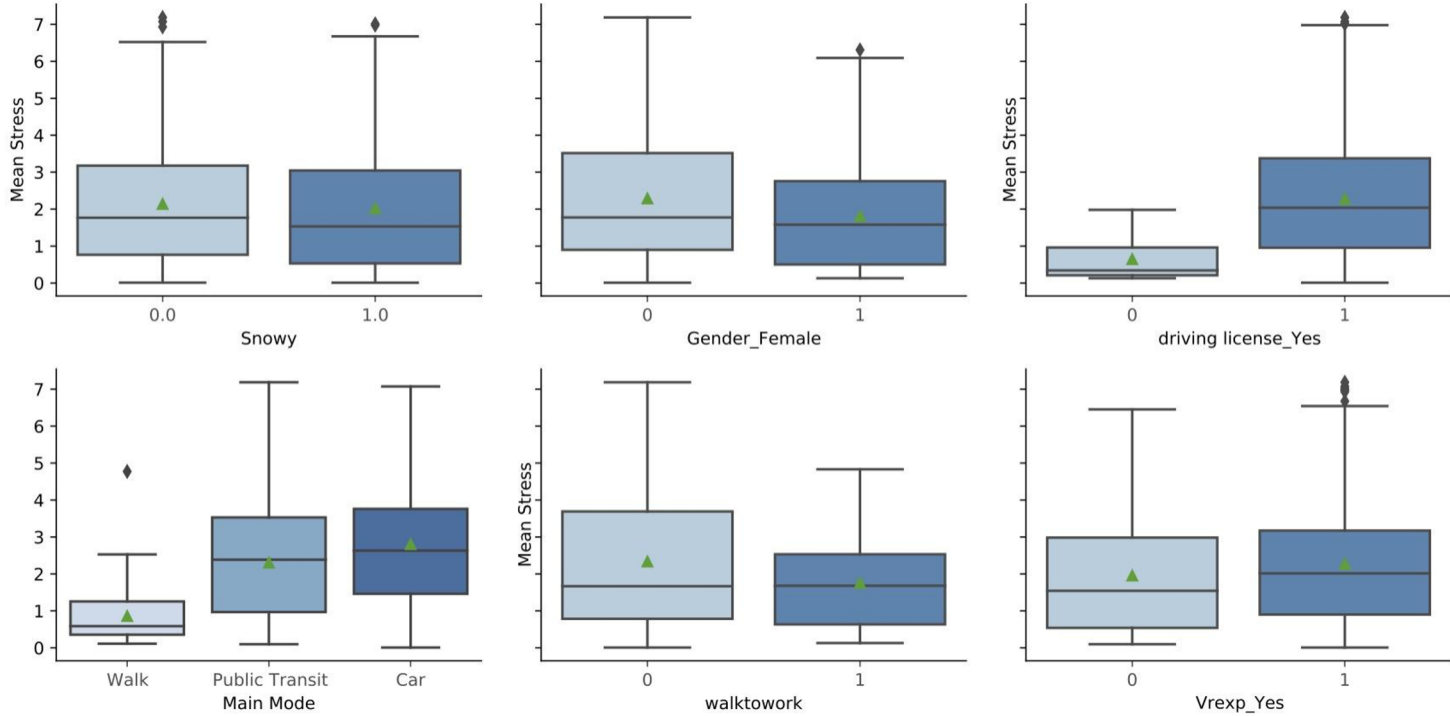 Mean Stress
7
6
5
4
3
2
1
0
0.0 1.0
Snowy
0 1
Gender_Female
Mean Stress
0 1
driving license_Yes
7
6
5
4
3
2
1
0
Walk Public Transit Car
Main Mode
Mean Stress
0 1
walktowork
0 1
Vrexp_Yes